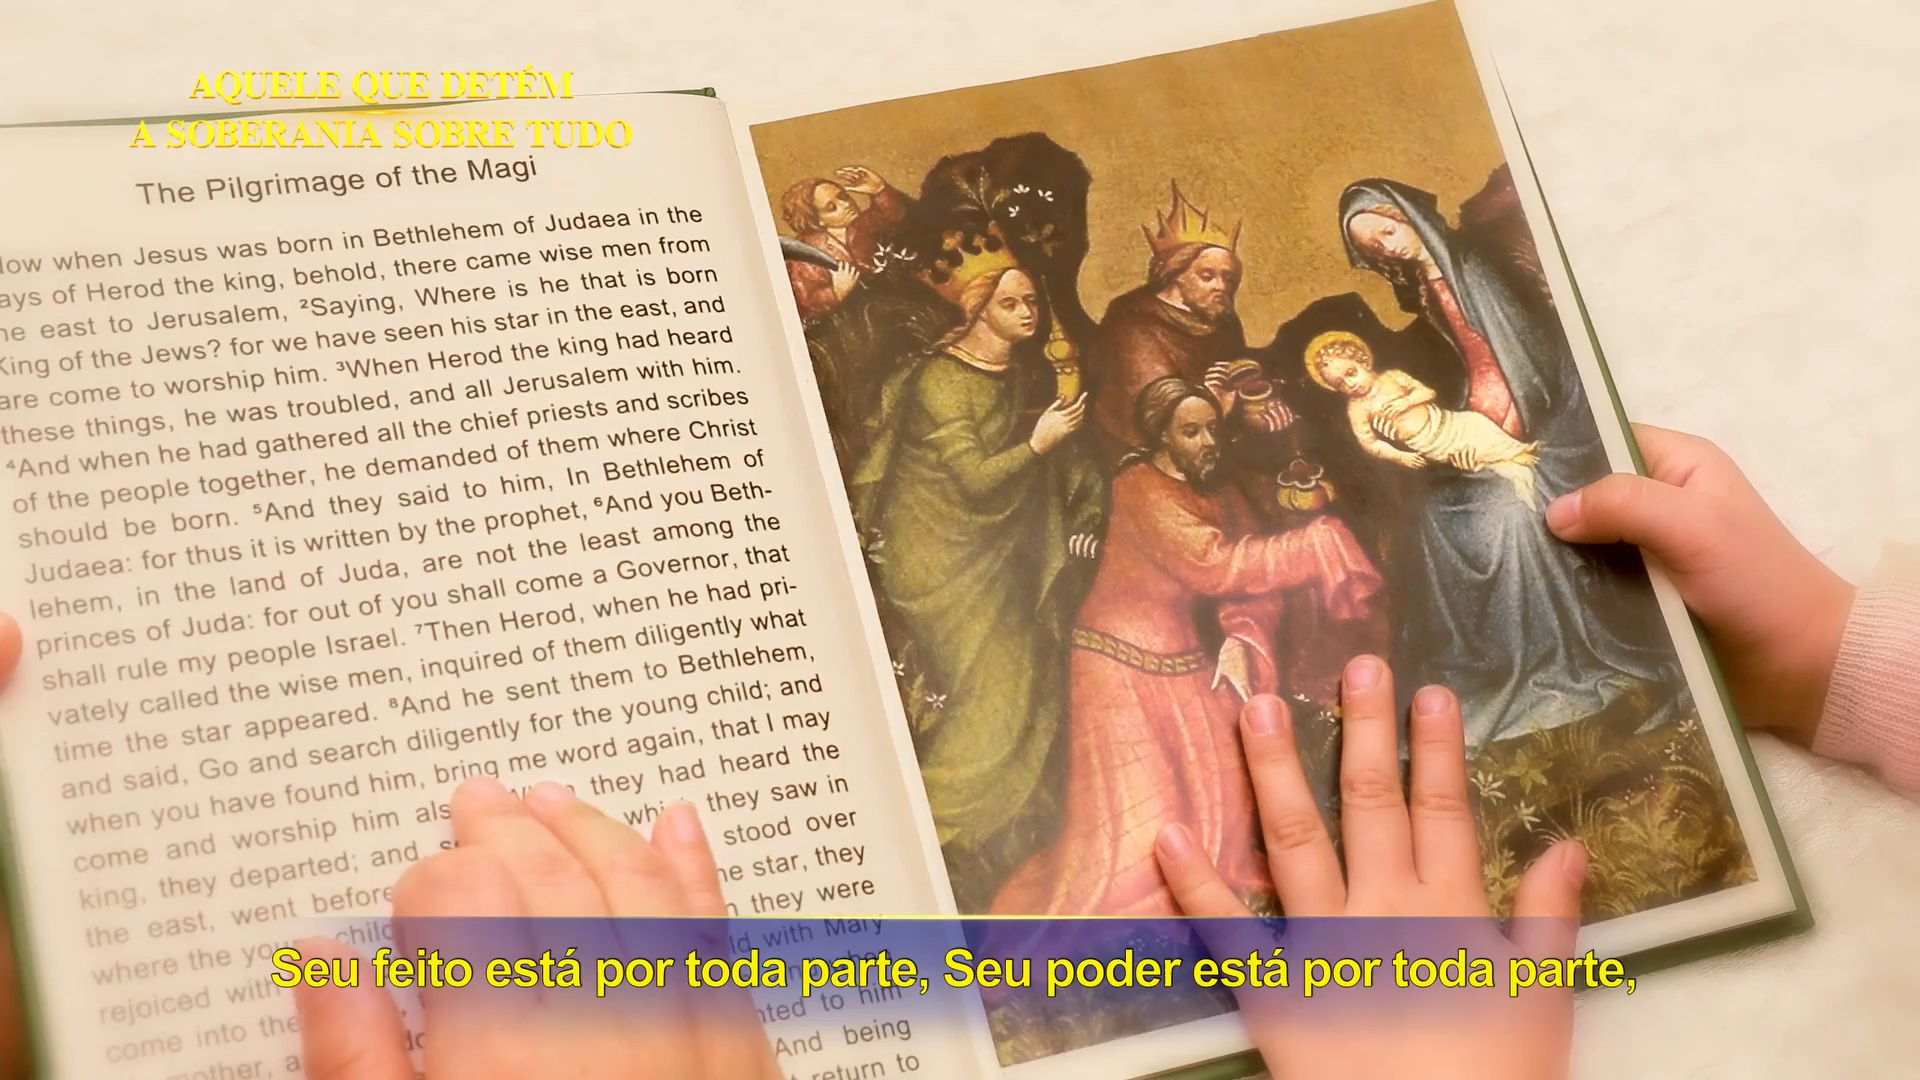 AQUELE QUE DETÉM
A SOBERANIA SOBRE TUDO
The Pilgrimage of the Magi
when Jesus was born in Bethlehem of Judaea in the
of Herod the king, behold, there came wise men from
east to Jerusalem, ²Saying, Where is he that is born
King of the Jews? for we have seen his star in the east, and
are come to worship him. ³When Herod the king had heard
these things, he was troubled, and all Jerusalem with him.
⁴And when he had gathered all the chief priests and scribes
of the people together, he demanded of them where Christ
should be born. ⁵And they said to him, In Bethlehem of
Judaea: for thus it is written by the prophet, ⁶And you Beth-
lehem, in the land of Juda, are not the least among the
princes of Juda: for out of you shall come a Governor, that
shall rule my people Israel. ⁷Then Herod, when he had pri-
vately called the wise men, inquired of them diligently what
time the star appeared. ⁸And he sent them to Bethlehem,
and said, Go and search diligently for the young child; and
when you have found him, bring me word again, that I may
come and worship him they had heard the
king, they departed; and, they saw in
the east, went before stood over
where the star, they
rejoiced with they were
come into the with Mary
mother, to him
And being
return to
Seu feito está por toda parte, Seu poder está por toda parte,